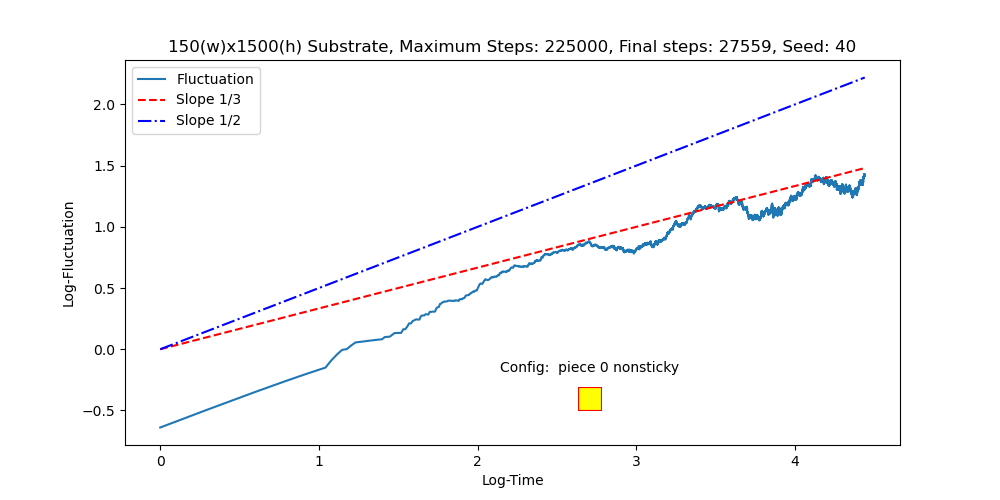 150(w)x1500(h) Substrate, Maximum Steps: 225000, Final steps: 27559, Seed: 40
Fluctuation
Slope 1/3
Slope 1/2
2.0
1.5
1.0
0.5
0.0
−0.5
Log-Fluctuation
Config:  piece 0 nonsticky
0
1
2
3
4
Log-Time